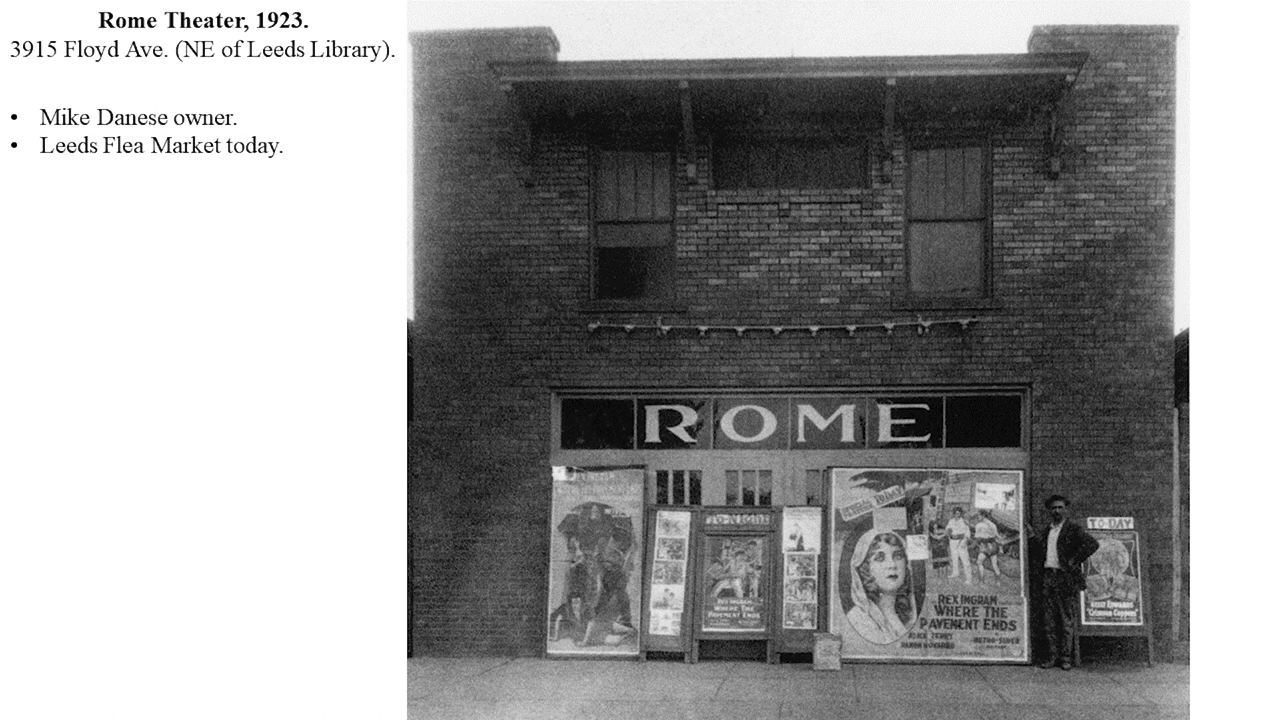 Rome Theater, 1923.
3915 Floyd Ave. (NE of Leeds Library).
• Mike Danese owner.
• Leeds Flea Market today.
ROME
TO-NIGHT
REX INGRAM
WHERE THE
PAVEMENT ENDS
REX INGRAM
WHERE THE
PAVEMENT ENDS
ALICE TERRY
RAMON NOVARRO
METRO-SUPER
TO-DAY